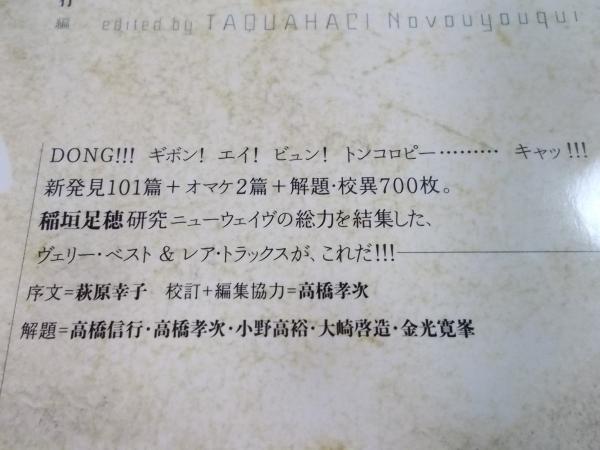 行
編 edited by TAQUAHACI Novouyouqui
DONG!!! ギボン! エイ! ビュン! トンコロピー……… キャッ!!!
新発見101篇＋オマケ2篇＋解題・校異700枚。
稲垣足穂研究ニューウェイヴの総力を結集した、
ヴェリー・ベスト & レア・トラックスが、これだ!!!
序文=萩原幸子 校訂+編集協力=高橋孝次
解題=高橋信行・高橋孝次・小野高裕・大崎啓造・金光寛峯